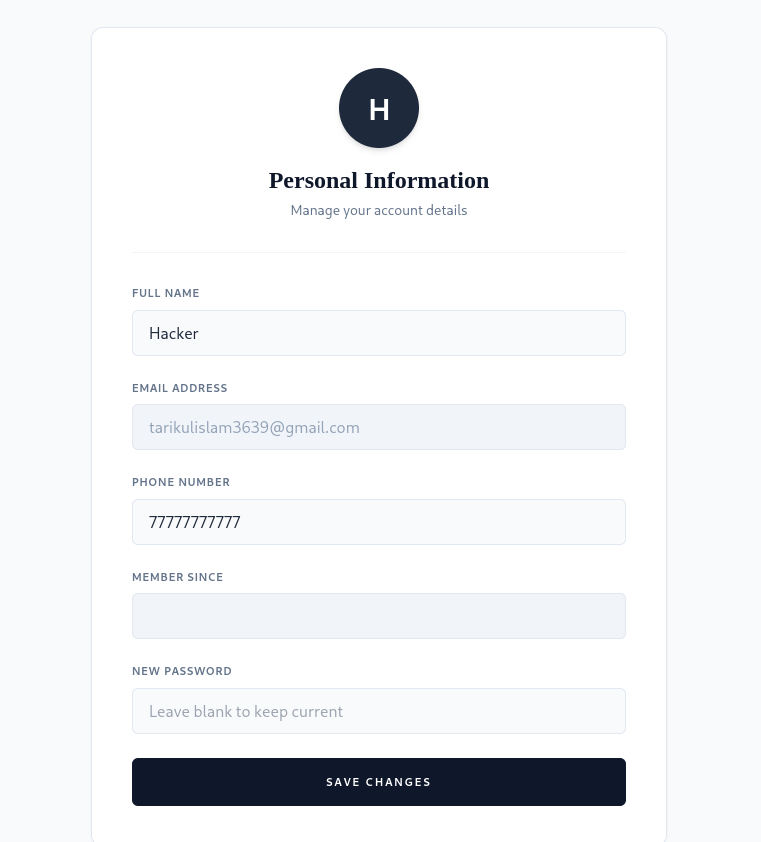 H
Personal Information
Manage your account details
FULL NAME
Hacker
EMAIL ADDRESS
tarikulislam3639@gmail.com
PHONE NUMBER
77777777777
MEMBER SINCE
NEW PASSWORD
Leave blank to keep current
SAVE CHANGES